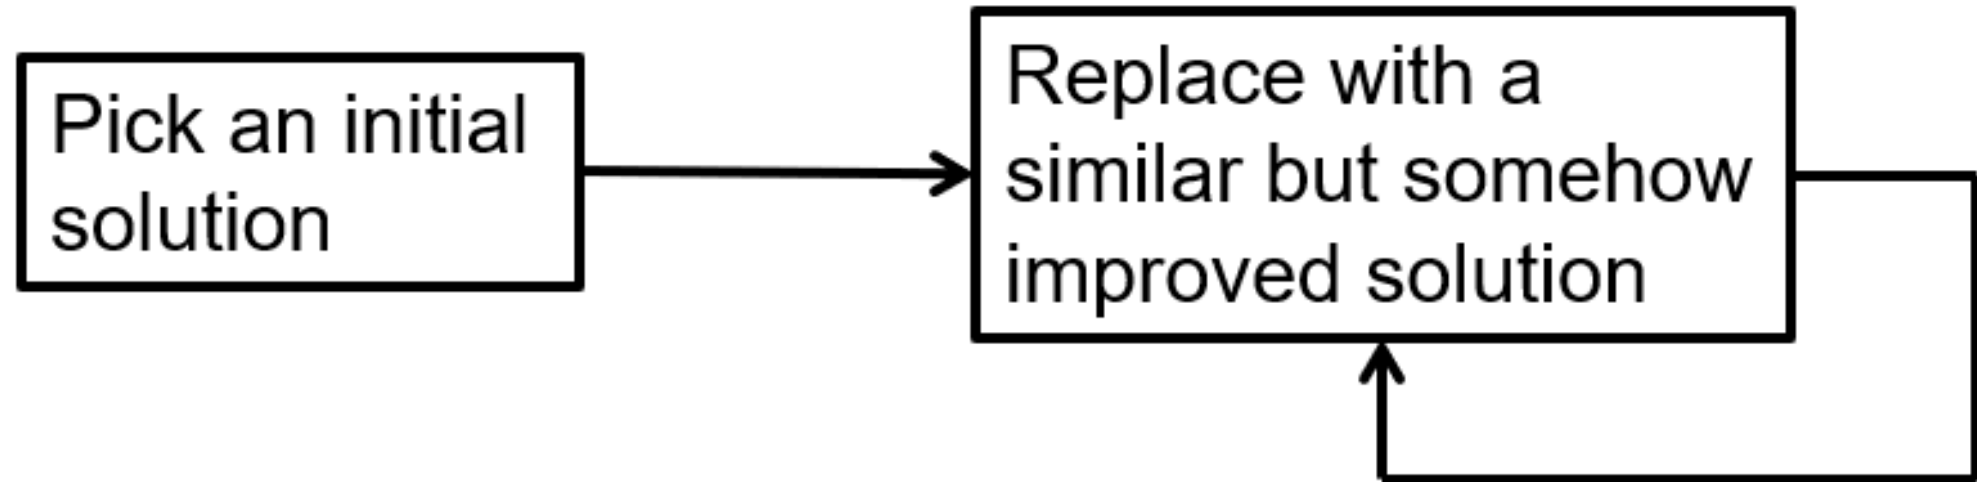 Pick an initial
solution
Replace with a
similar but somehow
improved solution